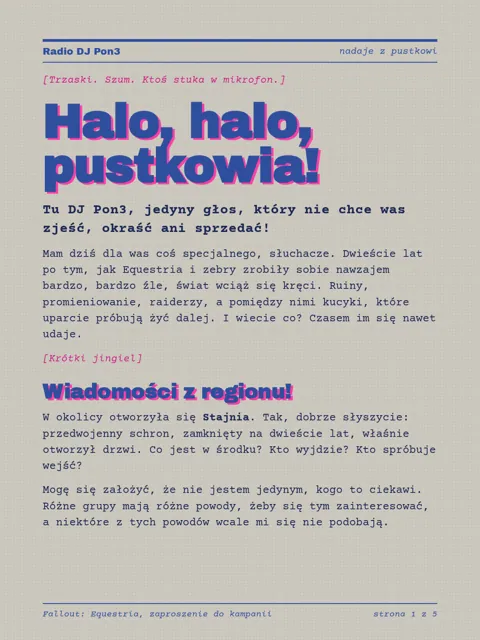 Radio DJ Pon3
nadaje z pustkowi
[Trzaski. Szum. Ktoś stuka w mikrofon.]
Halo, halo,
pustkowia!
Tu DJ Pon3, jedyny głos, który nie chce was
zjeść, okraść ani sprzedać!
Mam dziś dla was coś specjalnego, słuchacze. Dwieście lat
po tym, jak Equestria i zebry zrobiły sobie nawzajem
bardzo, bardzo źle, świat wciąż się kręci. Ruiny,
promieniowanie, raiderzy, a pomiędzy nimi kucyki, które
uparcie próbują żyć dalej. I wiecie co? Czasem im się nawet
udaje.
[Krótki jingiel]
Wiadomości z regionu!
W okolicy otworzyła się Stajnia. Tak, dobrze słyszycie:
przedwojenny schron, zamknięty na dwieście lat, właśnie
otworzył drzwi. Co jest w środku? Kto wyjdzie? Kto spróbuje
wejść?
Mogę się założyć, że nie jestem jedynym, kogo to ciekawi.
Różne grupy mają różne powody, żeby się tym zainteresować,
a niektóre z tych powodów wcale mi się nie podobają.
Fallout: Equestria, zaproszenie do kampanii
strona 1 z 5